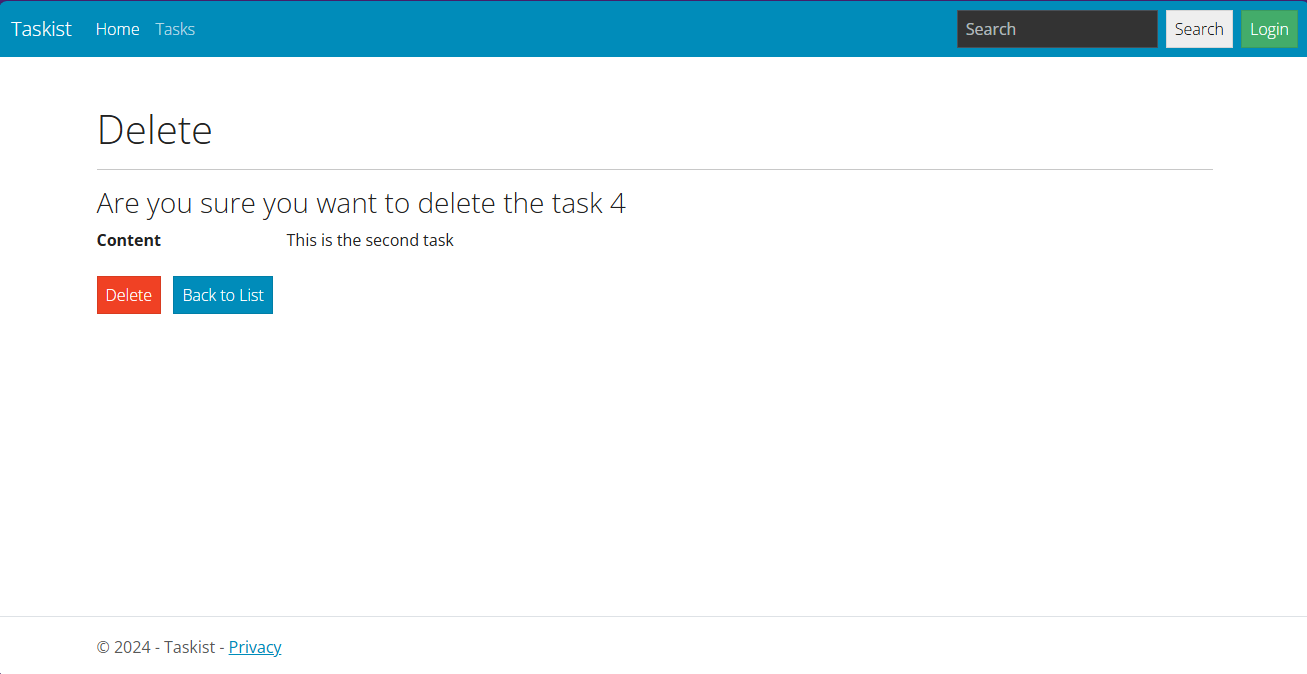 Taskist Home Tasks Search Search Login
Delete
Are you sure you want to delete the task 4
Content This is the second task
Delete Back to List
© 2024 - Taskist - Privacy